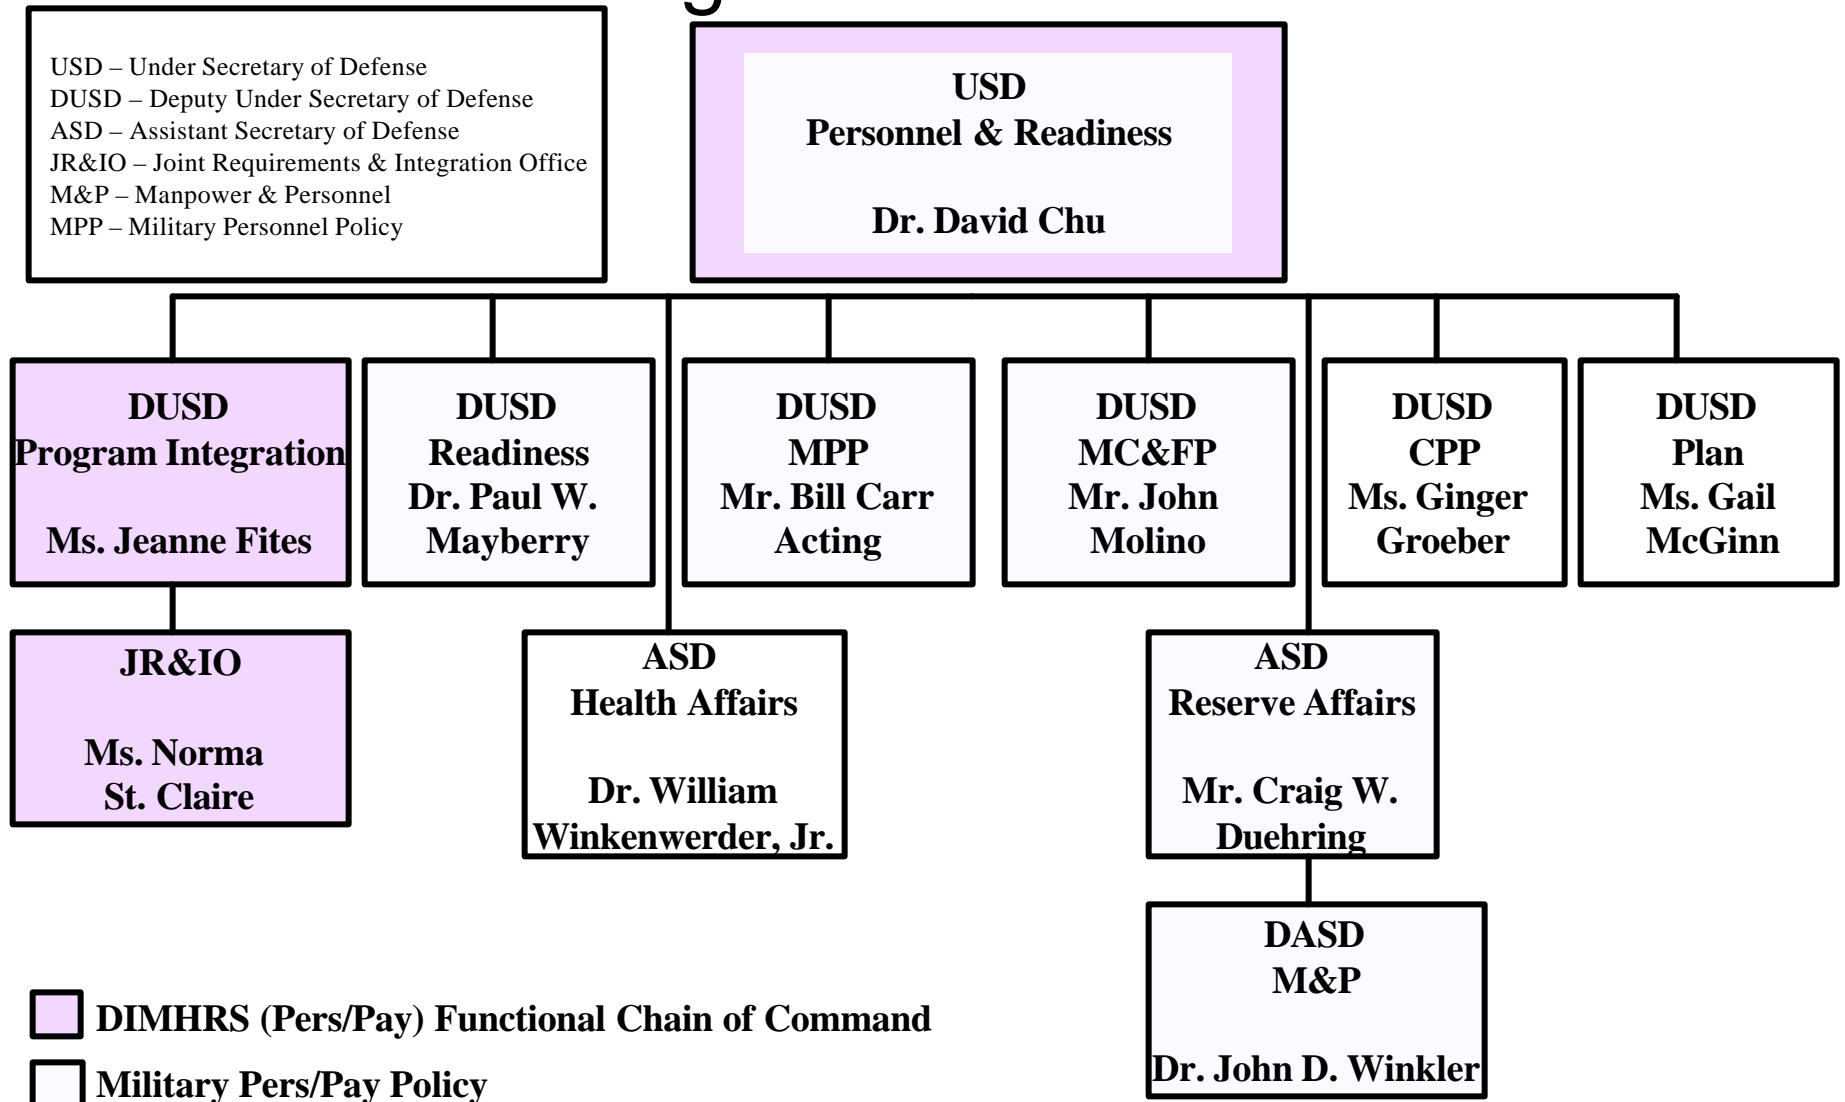 USD – Under Secretary of Defense
DUSD – Deputy Under Secretary of Defense
ASD – Assistant Secretary of Defense
JR&IO – Joint Requirements & Integration Office
M&P – Manpower & Personnel
MPP – Military Personnel Policy
USD
Personnel & Readiness
Dr. David Chu
DUSD
Program Integration
Ms. Jeanne Fites
DUSD
Readiness
Dr. Paul W.
Mayberry
DUSD
MPP
Mr. Bill Carr
Acting
DUSD
MC&FP
Mr. John
Molino
DUSD
CPP
Ms. Ginger
Groeber
DUSD
Plan
Ms. Gail
McGinn
JR&IO
Ms. Norma
St. Claire
ASD
Health Affairs
Dr. William
Winkenwerder, Jr.
ASD
Reserve Affairs
Mr. Craig W.
Duehring
DASD
M&P
Dr. John D. Winkler
DIMHRS (Pers/Pay) Functional Chain of Command
Military Pers/Pay Policy